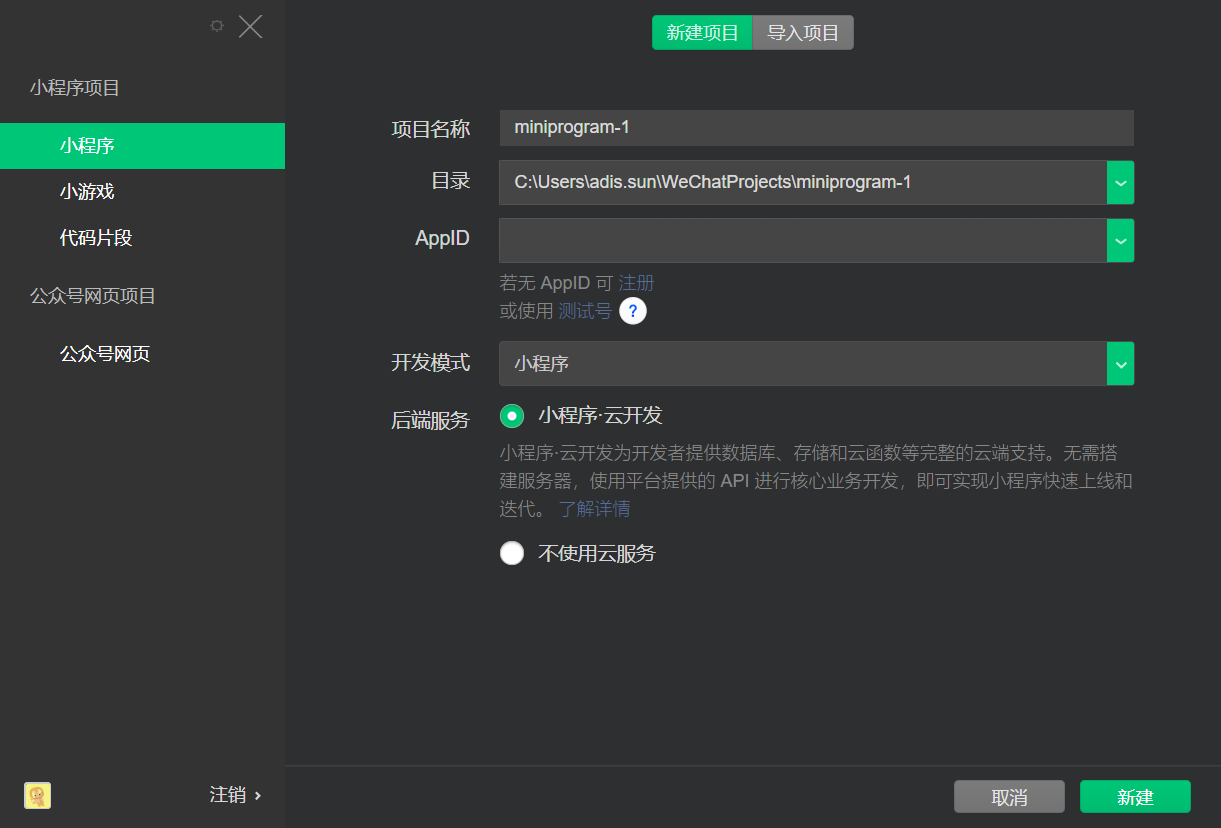 新建项目 导入项目
小程序项目
小程序
小游戏
代码片段
公众号网页项目
公众号网页
注销
项目名称 miniprogram-1
目录 C:\Users\adis.sun\WeChatProjects\miniprogram-1
AppID
若无 AppID 可 注册
或使用 测试号 ?
开发模式 小程序
后端服务 小程序·云开发
小程序·云开发为开发者提供数据库、存储和云函数等完整的云端支持。无需搭
建服务器，使用平台提供的 API 进行核心业务开发，即可实现小程序快速上线和
迭代。 了解详情
不使用云服务
取消 新建